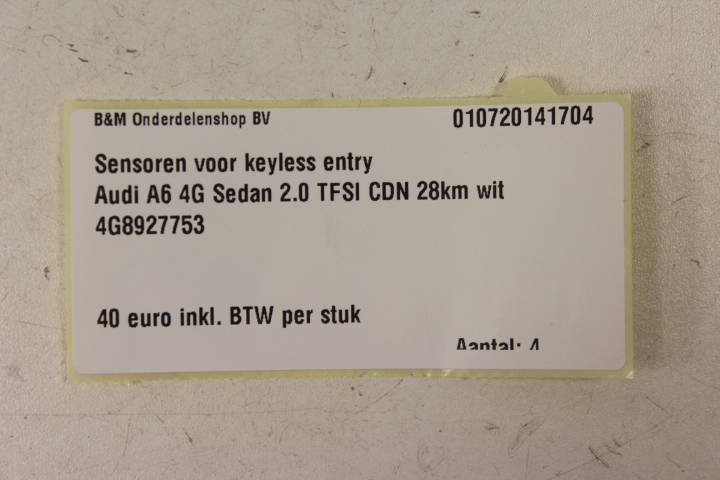 B&M Onderdelenshop BV 010720141704
Sensoren voor keyless entry
Audi A6 4G Sedan 2.0 TFSI CDN 28km wit
4G8927753
40 euro inkl. BTW per stuk
Aantal: 4